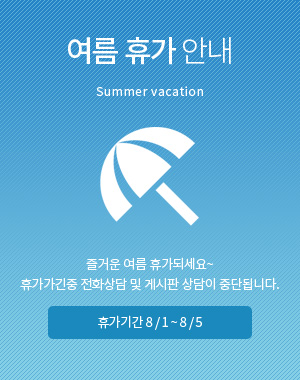 여름 휴가 안내
Summer vacation
즐거운 여름 휴가되세요~
휴가가긴중 전화상담 및 게시판 상담이 중단됩니다.
휴가기간 8 / 1 ~ 8 / 5